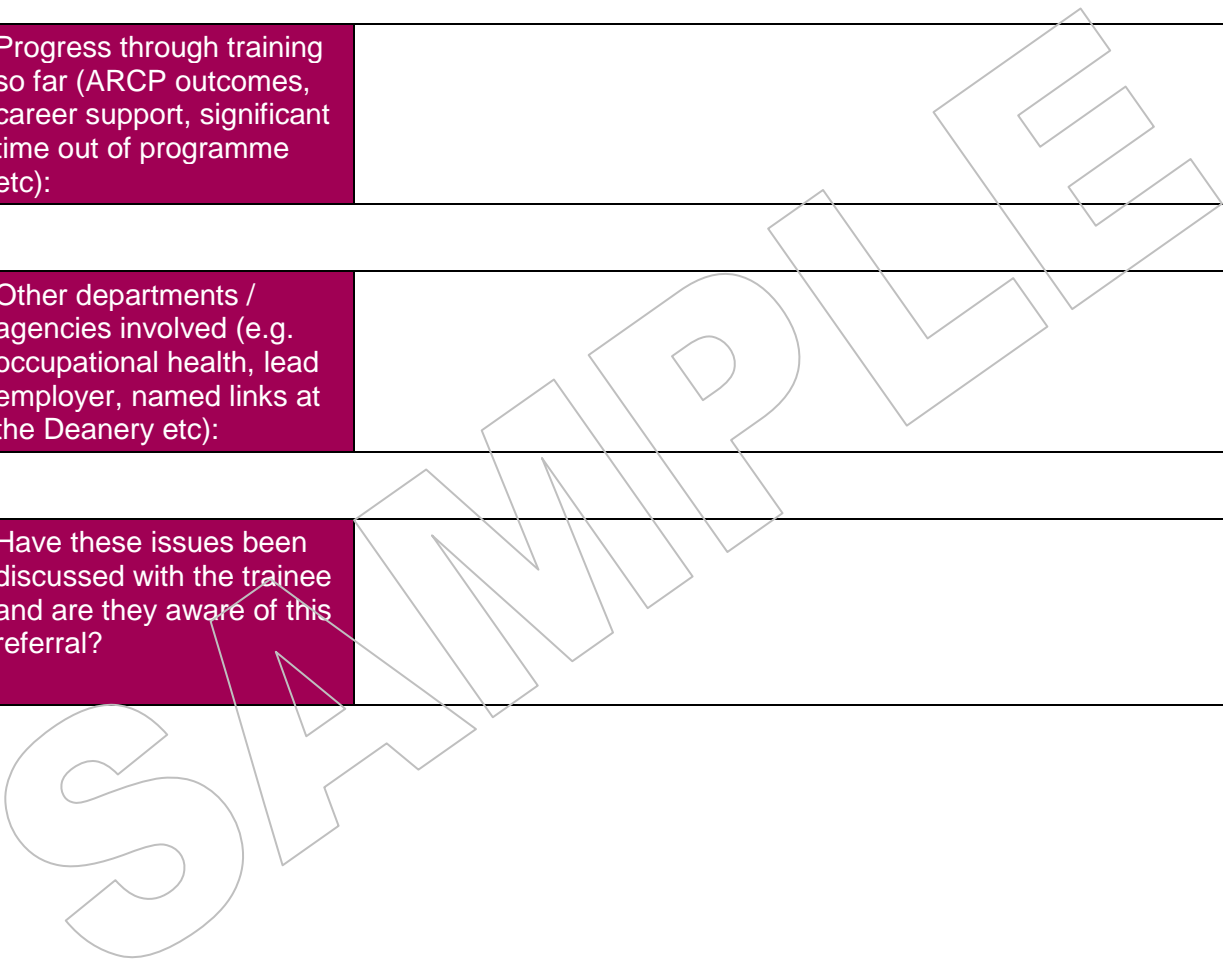 Progress through training
so far (ARCP outcomes,
career support, significant
time out of programme
etc):
Other departments /
agencies involved (e.g.
occupational health, lead
employer, named links at
the Deanery etc):
Have these issues been
discussed with the trainee
and are they aware of this
referral?
SAMPLE